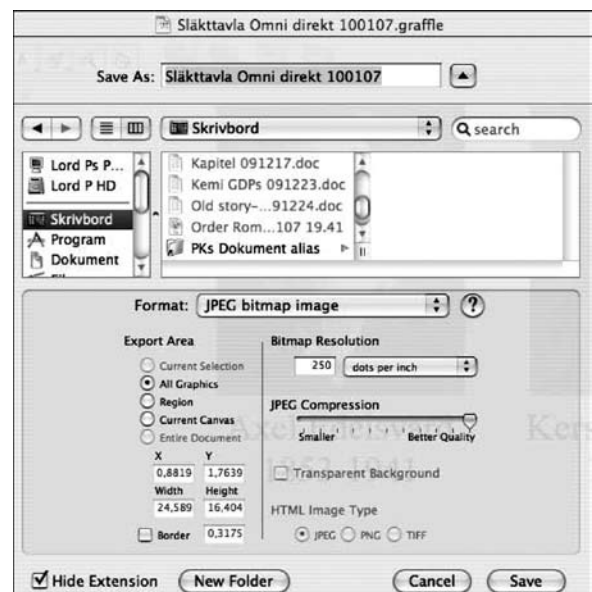 Släkttavla Omni direkt 100107.graffle
Save As: Släkttavla Omni direkt 100107
Skrivbord
search
Lord Ps P...
Lord P HD
Skrivbord
Program
Dokument
Kapitel 091217.doc
Kemi GDPs 091223.doc
Old story-...91224.doc
Order Rom...107 19.41
PKs Dokument alias
Format: JPEG bitmap image
Export Area
Current Selection
All Graphics
Region
Current Canvas
Entire Document
X Y
0,8819 1,7639
Width Height
24,589 16,404
Border 0,3175
Bitmap Resolution
250 dots per inch
JPEG Compression
Smaller Better Quality
Transparent Background
HTML Image Type
JPEG PNG TIFF
Axel Kers
Hide Extension New Folder Cancel Save